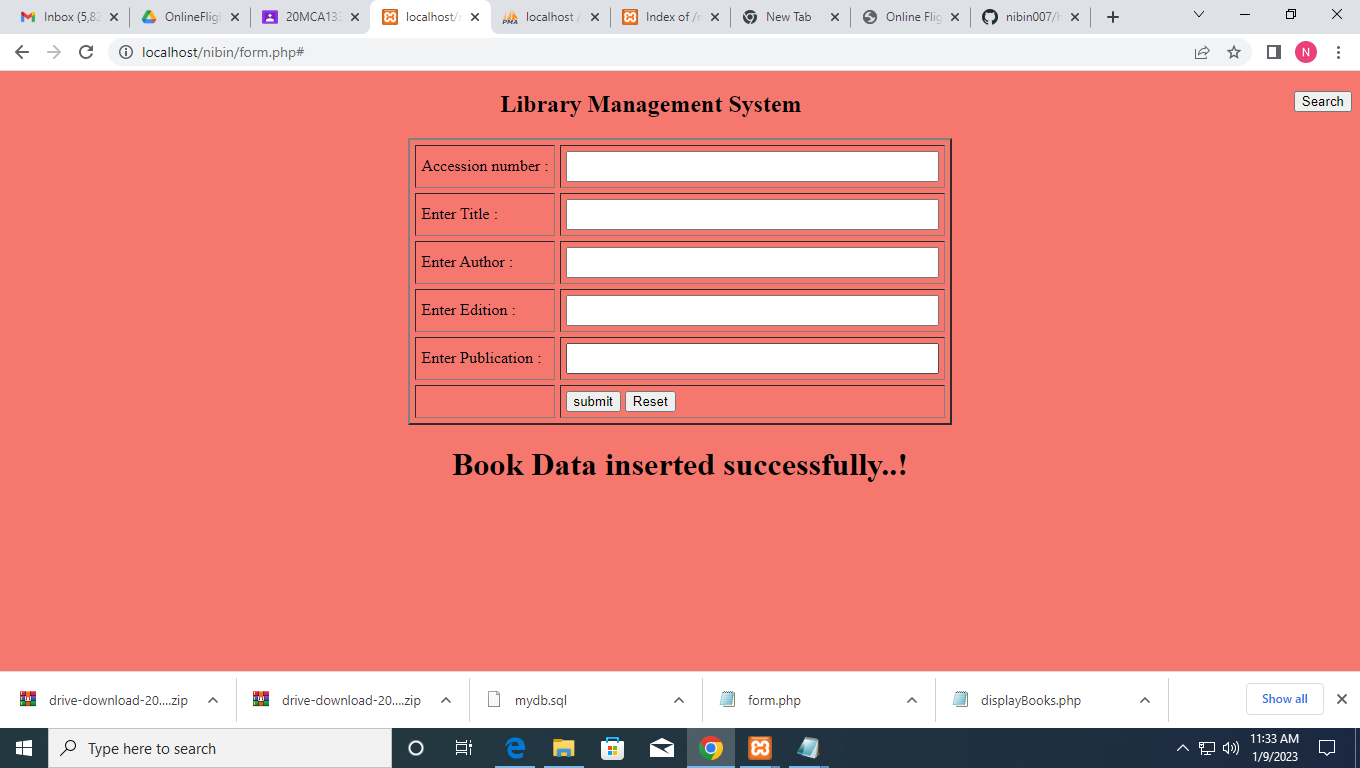 Inbox (5,82
OnlineFligh
20MCA133
localhost/n
localhost /
Index of /n
New Tab
Online Flig
nibin007/h
localhost/nibin/form.php#
N
Library Management System
Search
Accession number :
Enter Title :
Enter Author :
Enter Edition :
Enter Publication :
submit Reset
Book Data inserted successfully..!
drive-download-20....zip
drive-download-20....zip
mydb.sql
form.php
displayBooks.php
Show all
Type here to search
11:33 AM
1/9/2023